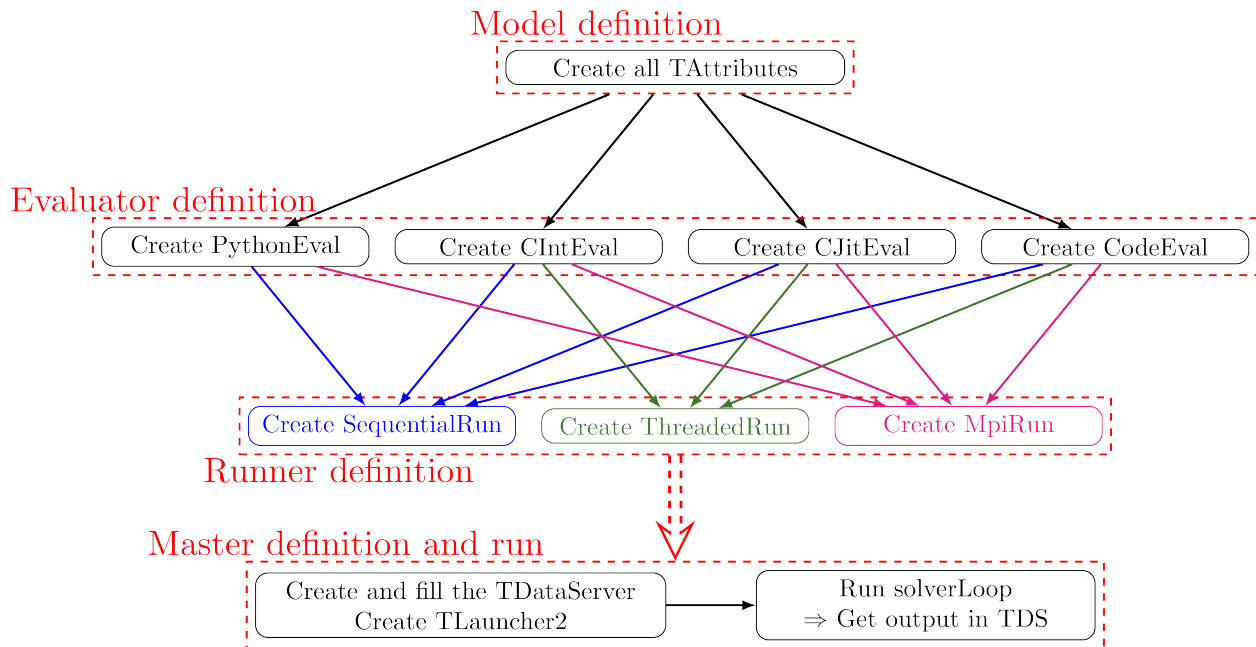 Model definition
Create all TAttributes
Evaluator definition
Create PythonEval
Create CIntEval
Create CJitEval
Create CodeEval
Create SequentialRun
Create ThreadedRun
Create MpiRun
Runner definition
Master definition and run
Create and fill the TDataServer
Create TLauncher2
Run solverLoop
⇒ Get output in TDS